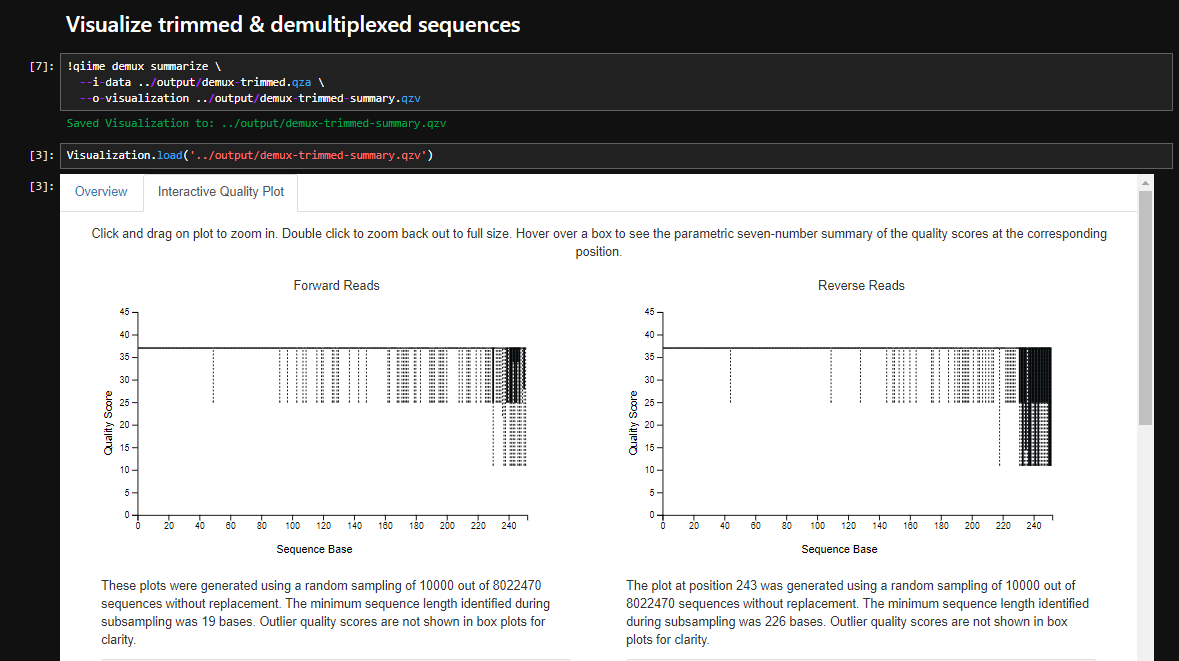 Visualize trimmed & demultiplexed sequences
[7]: !qiime demux summarize \
--i-data ../output/demux-trimmed.qza \
--o-visualization ../output/demux-trimmed-summary.qzv
Saved Visualization to: ../output/demux-trimmed-summary.qzv
[3]: Visualization.load('../output/demux-trimmed-summary.qzv')
[3]: Overview Interactive Quality Plot
Click and drag on plot to zoom in. Double click to zoom back out to full size. Hover over a box to see the parametric seven-number summary of the quality scores at the corresponding
position.
Forward Reads
45
40
35
30
25
20
15
10
5
0
Quality Score
0 20 40 60 80 100 120 140 160 180 200 220 240
Sequence Base
These plots were generated using a random sampling of 10000 out of 8022470
sequences without replacement. The minimum sequence length identified during
subsampling was 19 bases. Outlier quality scores are not shown in box plots for
clarity.
Reverse Reads
45
40
35
30
25
20
15
10
5
0
Quality Score
0 20 40 60 80 100 120 140 160 180 200 220 240
Sequence Base
The plot at position 243 was generated using a random sampling of 10000 out of
8022470 sequences without replacement. The minimum sequence length identified
during subsampling was 226 bases. Outlier quality scores are not shown in box
plots for clarity.